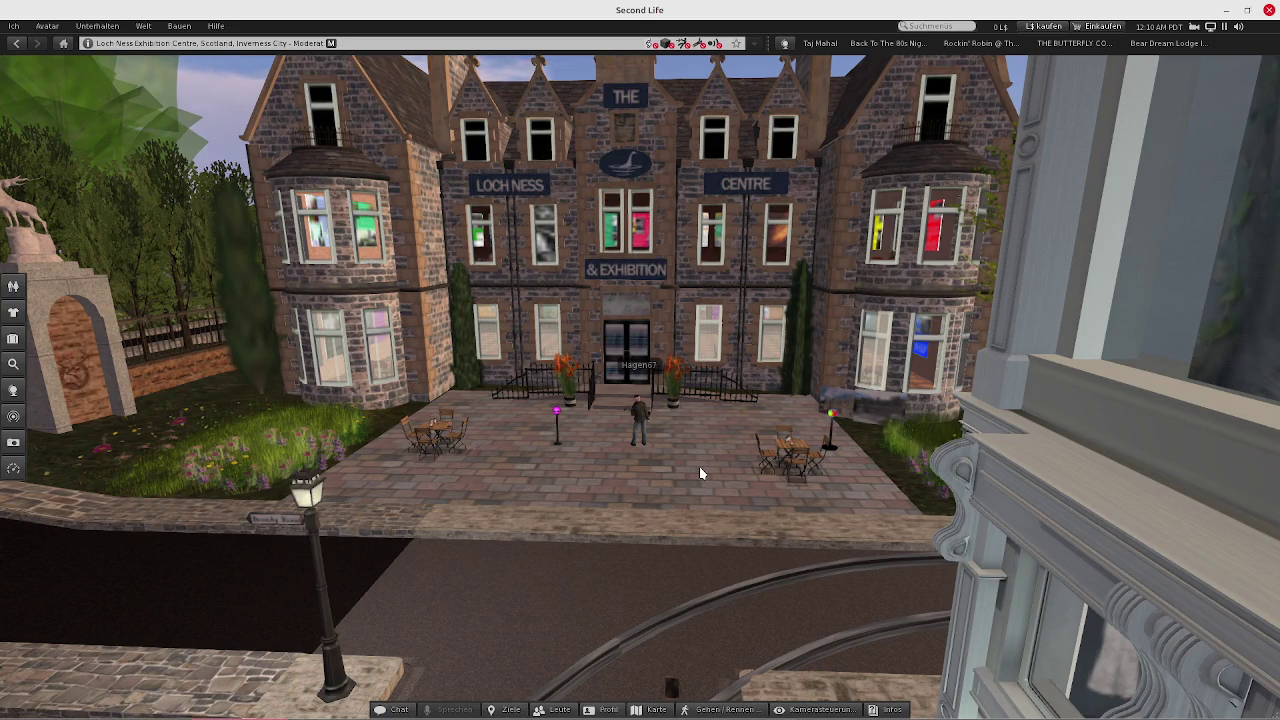 Second Life
Ich Avatar Unterhalten Welt Bauen Hilfe Suchmenüs 0 L$ L$ kaufen Einkaufen 12:10 AM PDT
Loch Ness Exhibition Centre, Scotland, Inverness City - Moderat M Taj Mahal Back To The 80s Nig... Rockin' Robin @ Th... THE BUTTERFLY CO... Bear Dream Lodge I...
THE
LOCH NESS CENTRE
& EXHIBITION
Hagen67
Chat Sprechen Ziele Leute Profil Karte Gehen / Rennen ... Kamerasteuerun... Infos